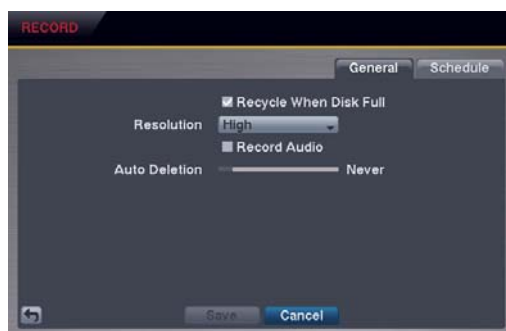 RECORD
General Schedule
Recycle When Disk Full
Resolution High
Record Audio
Auto Deletion Never
Save Cancel